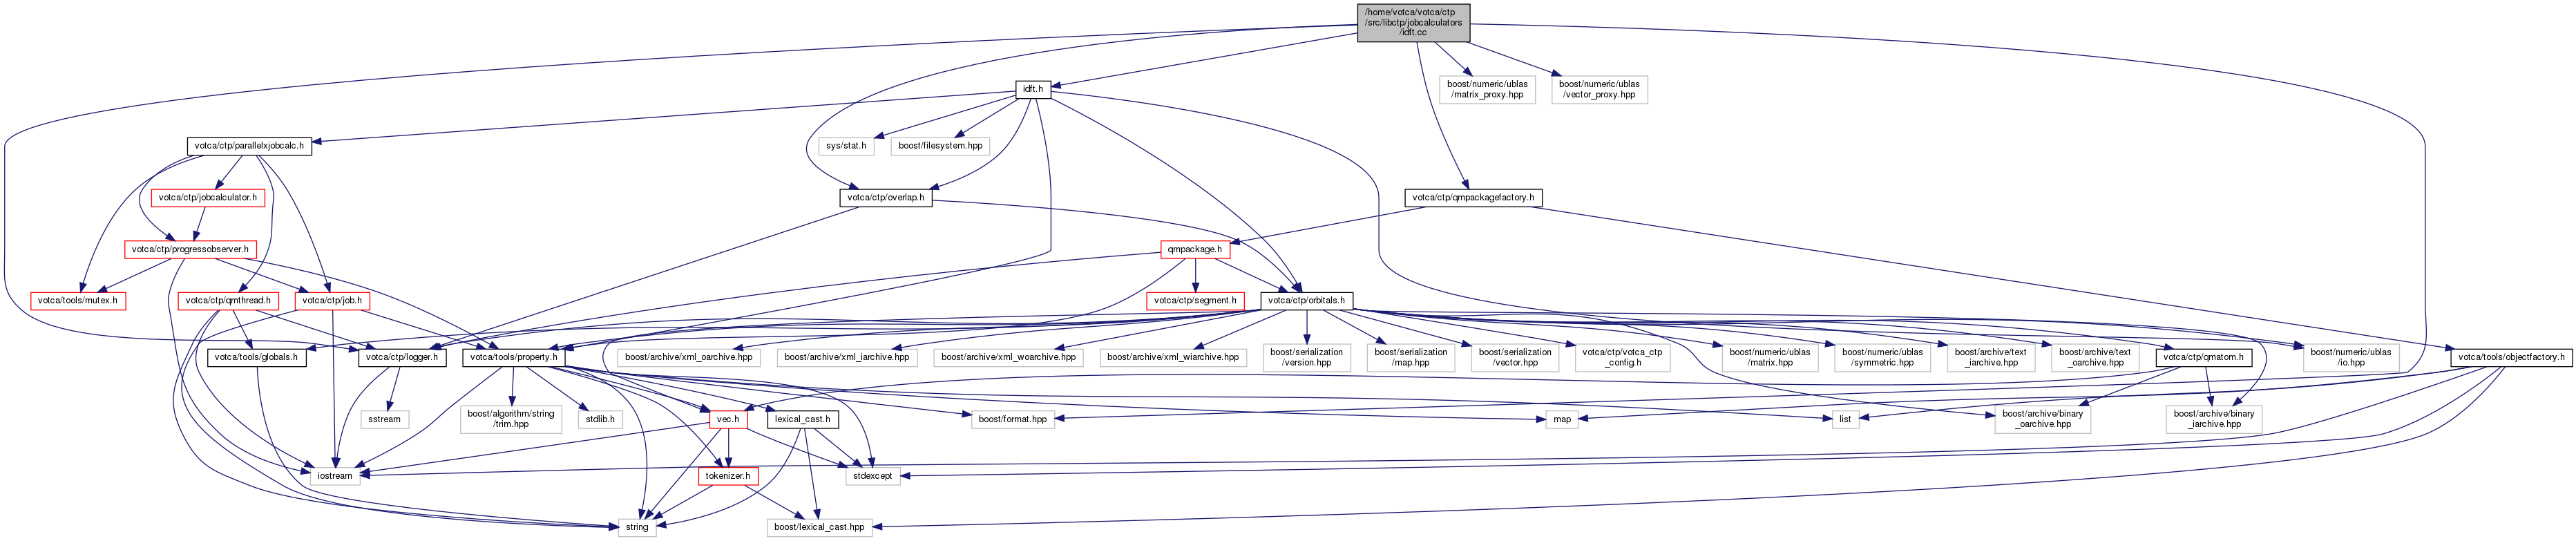 /home/votca/votca/ctp
/src/libctp/jobcalculators
/idft.cc
idft.h
boost/numeric/ublas
/matrix_proxy.hpp
boost/numeric/ublas
/vector_proxy.hpp
votca/ctp/parallelxjobcalc.h
sys/stat.h
boost/filesystem.hpp
votca/ctp/jobcalculator.h
votca/ctp/overlap.h
votca/ctp/qmpackagefactory.h
votca/ctp/progressobserver.h
qmpackage.h
votca/tools/mutex.h
votca/ctp/qmthread.h
votca/ctp/job.h
votca/ctp/segment.h
votca/ctp/orbitals.h
votca/tools/globals.h
votca/ctp/logger.h
votca/tools/property.h
boost/archive/xml_oarchive.hpp
boost/archive/xml_iarchive.hpp
boost/archive/xml_woarchive.hpp
boost/archive/xml_wiarchive.hpp
boost/serialization
/version.hpp
boost/serialization
/map.hpp
boost/serialization
/vector.hpp
votca/ctp/votca_ctp
_config.h
boost/numeric/ublas
/matrix.hpp
boost/numeric/ublas
/symmetric.hpp
boost/archive/text
_iarchive.hpp
boost/archive/text
_oarchive.hpp
votca/ctp/qmatom.h
boost/numeric/ublas
/io.hpp
votca/tools/objectfactory.h
sstream
boost/algorithm/string
/trim.hpp
stdlib.h
vec.h
lexical_cast.h
boost/format.hpp
map
list
boost/archive/binary
_oarchive.hpp
boost/archive/binary
_iarchive.hpp
iostream
tokenizer.h
stdexcept
string
boost/lexical_cast.hpp